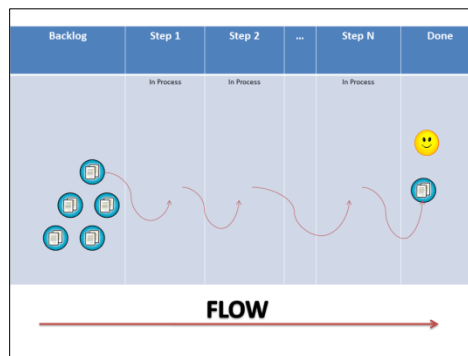 Backlog Step 1 Step 2 ... Step N Done
In Process In Process In Process
FLOW